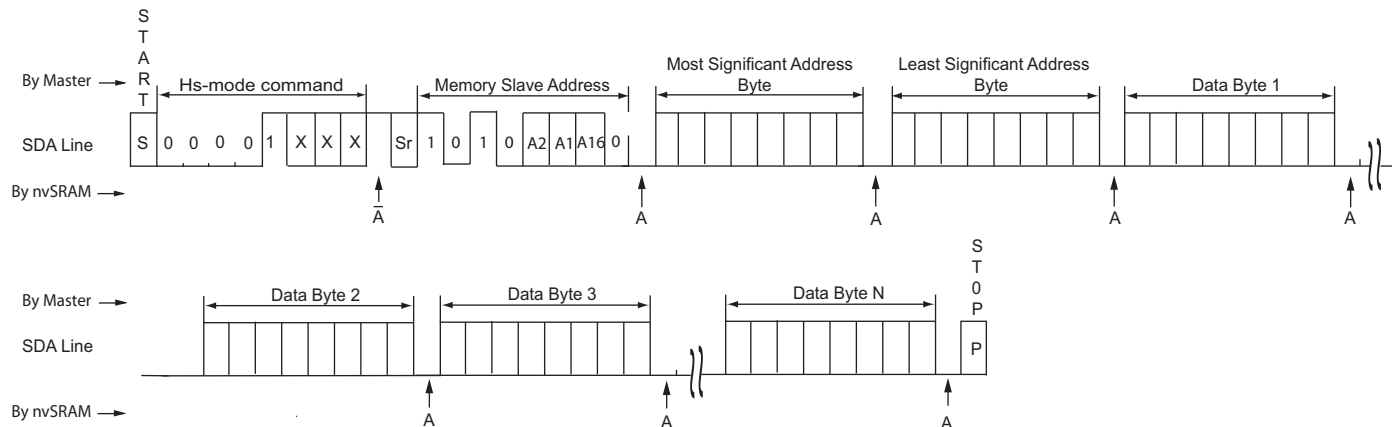 START
By Master
Hs-mode command
Memory Slave Address
Most Significant Address
Byte
Least Significant Address
Byte
Data Byte 1
SDA Line
S 0 0 0 0 1 X X X Sr 1 0 1 0 A2 A1 A16 0
By nvSRAM
A̅ A A A A
ST0P
By Master
Data Byte 2
Data Byte 3
Data Byte N
SDA Line
P
By nvSRAM
A A A